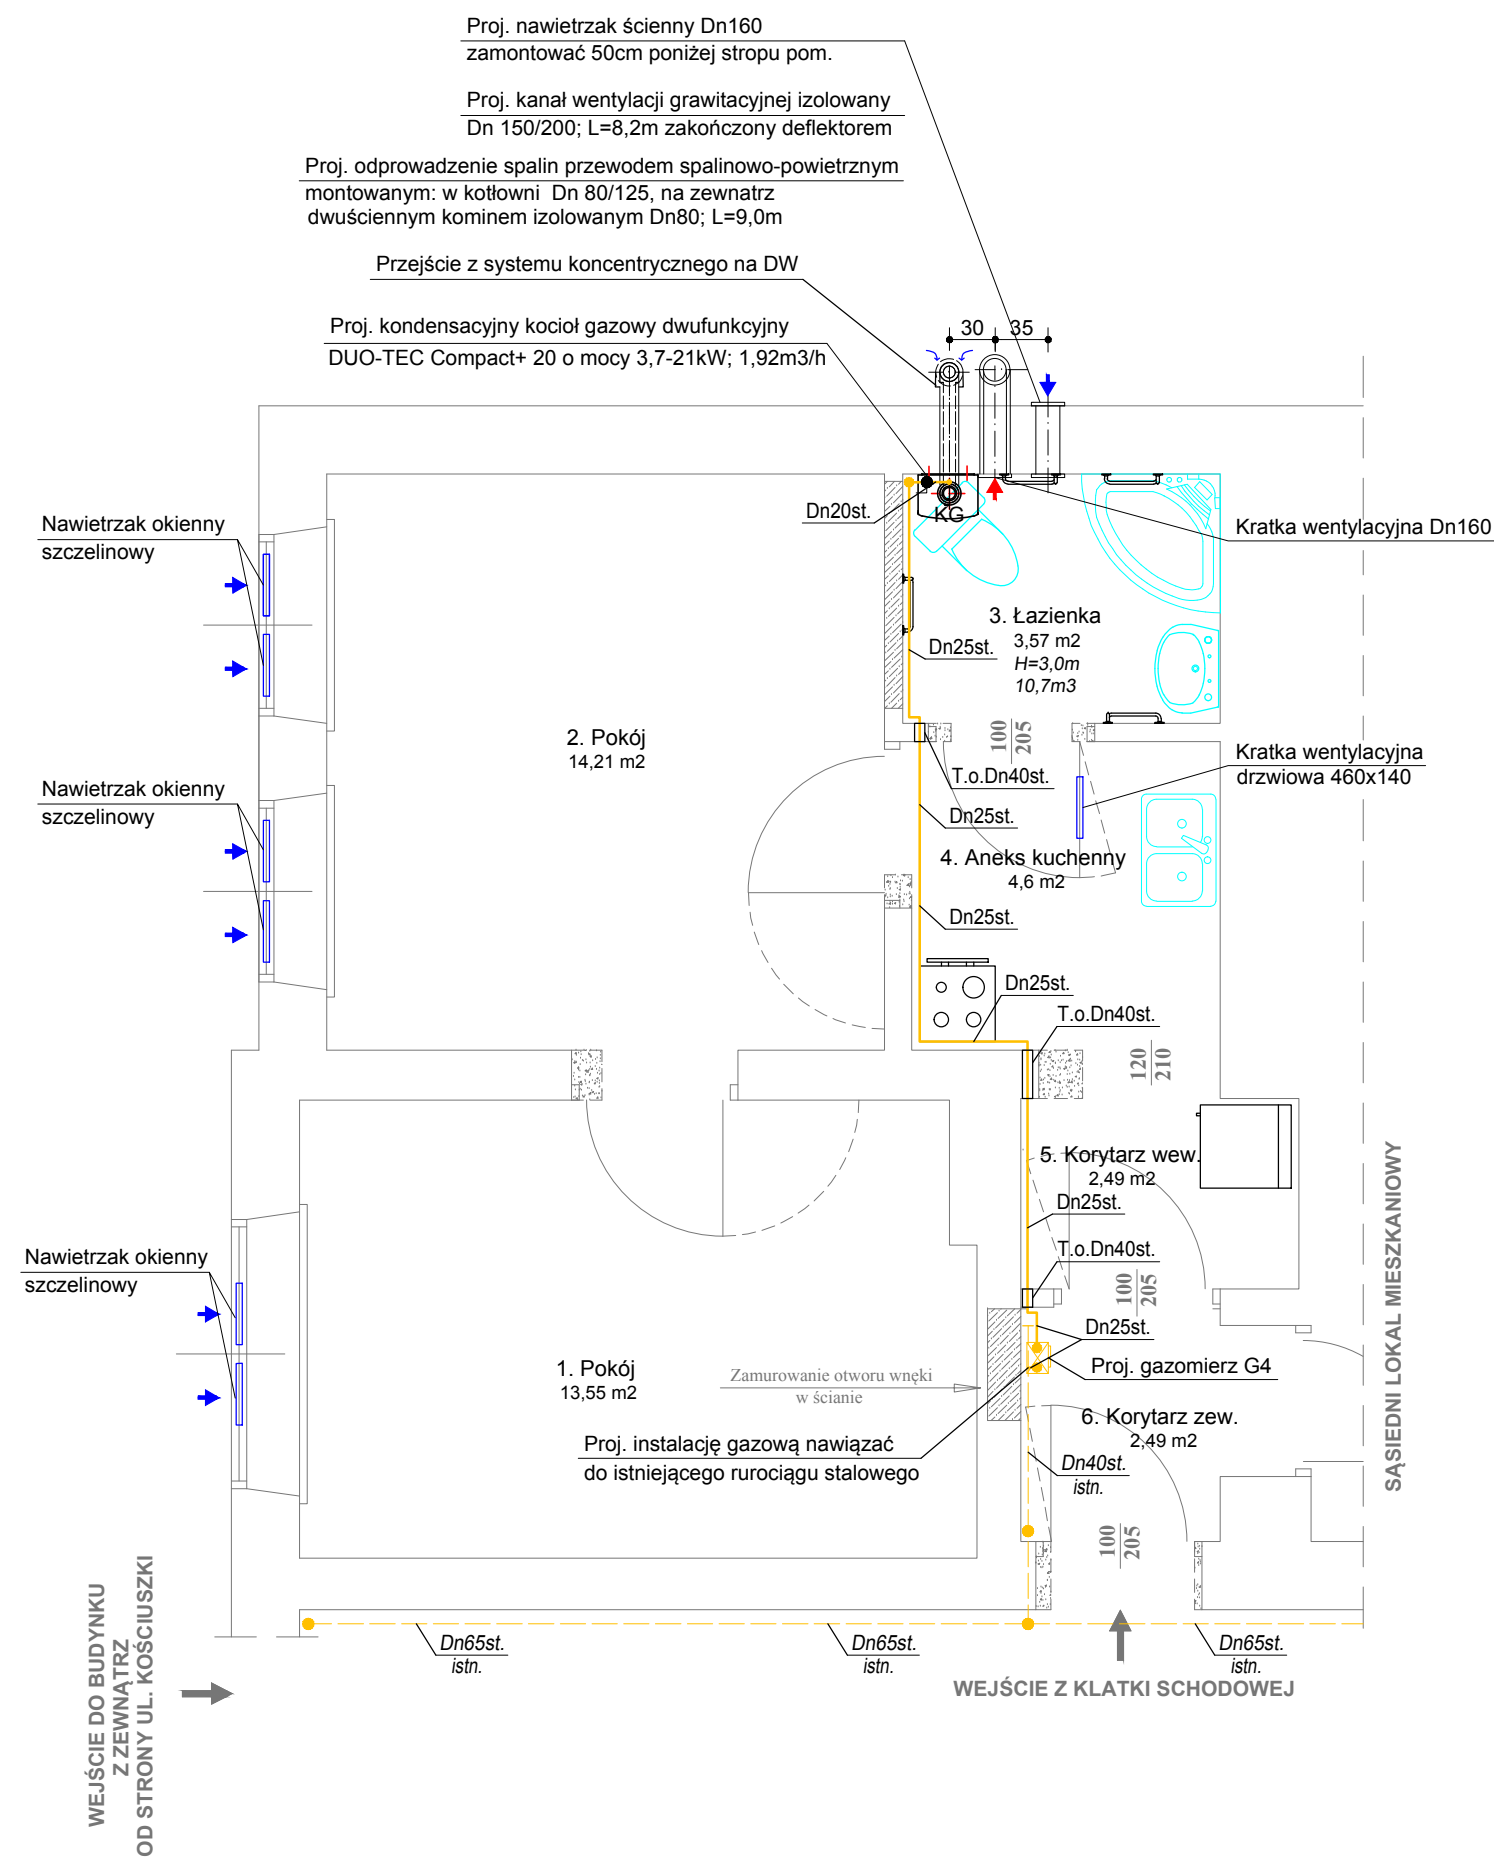 Proj. nawietrzak ścienny Dn160
zamontować 50cm poniżej stropu pom.
Proj. kanał wentylacji grawitacyjnej izolowany
Dn 150/200; L=8,2m zakończony deflektorem
Proj. odprowadzenie spalin przewodem spalinowo-powietrznym
montowanym: w kotłowni Dn 80/125, na zewnatrz
dwuściennym kominem izolowanym Dn80; L=9,0m
Przejście z systemu koncentrycznego na DW
Proj. kondensacyjny kocioł gazowy dwufunkcyjny
DUO-TEC Compact+ 20 o mocy 3,7-21kW; 1,92m3/h
30
35
Nawietrzak okienny
szczelinowy
Dn20st.
KG
Kratka wentylacyjna Dn160
3. Łazienka
3,57 m2
H=3,0m
10,7m3
Dn25st.
2. Pokój
14,21 m2
100
205
T.o.Dn40st.
Kratka wentylacyjna
drzwiowa 460x140
Nawietrzak okienny
szczelinowy
Dn25st.
4. Aneks kuchenny
4,6 m2
Dn25st.
Dn25st.
T.o.Dn40st.
120
210
5. Korytarz wew.
2,49 m2
Dn25st.
Nawietrzak okienny
szczelinowy
T.o.Dn40st.
100
205
Dn25st.
1. Pokój
13,55 m2
Zamurowanie otworu wnęki
w ścianie
Proj. gazomierz G4
6. Korytarz zew.
2,49 m2
Proj. instalację gazową nawiązać
do istniejącego rurociągu stalowego
Dn40st.
istn.
100
205
SĄSIEDNI LOKAL MIESZKANIOWY
Dn65st.
istn.
Dn65st.
istn.
Dn65st.
istn.
WEJŚCIE Z KLATKI SCHODOWEJ
WEJŚCIE DO BUDYNKU
Z ZEWNĄTRZ
OD STRONY UL. KOŚCIUSZKI